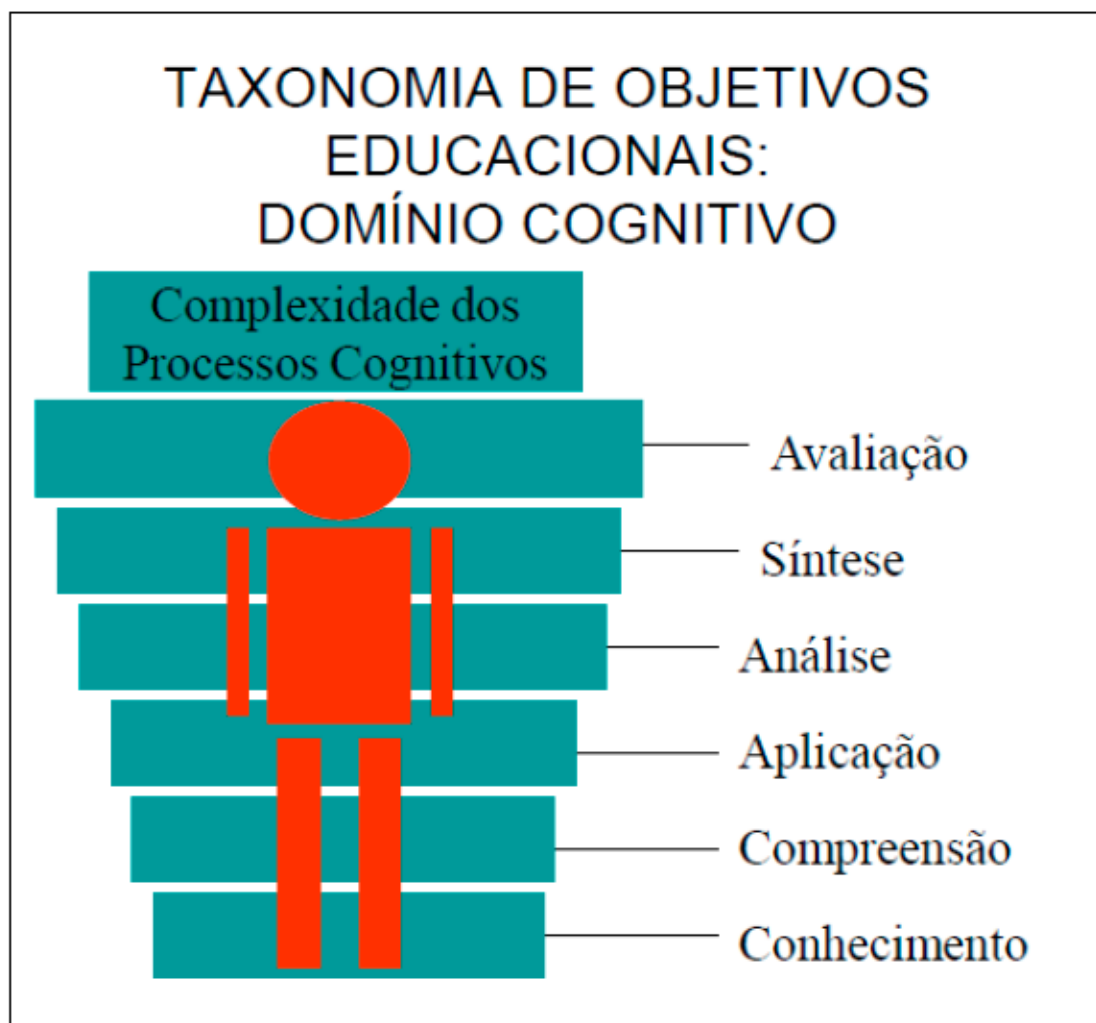 TAXONOMIA DE OBJETIVOS
EDUCACIONAIS:
DOMÍNIO COGNITIVO
Complexidade dos
Processos Cognitivos
Avaliação
Síntese
Análise
Aplicação
Compreensão
Conhecimento